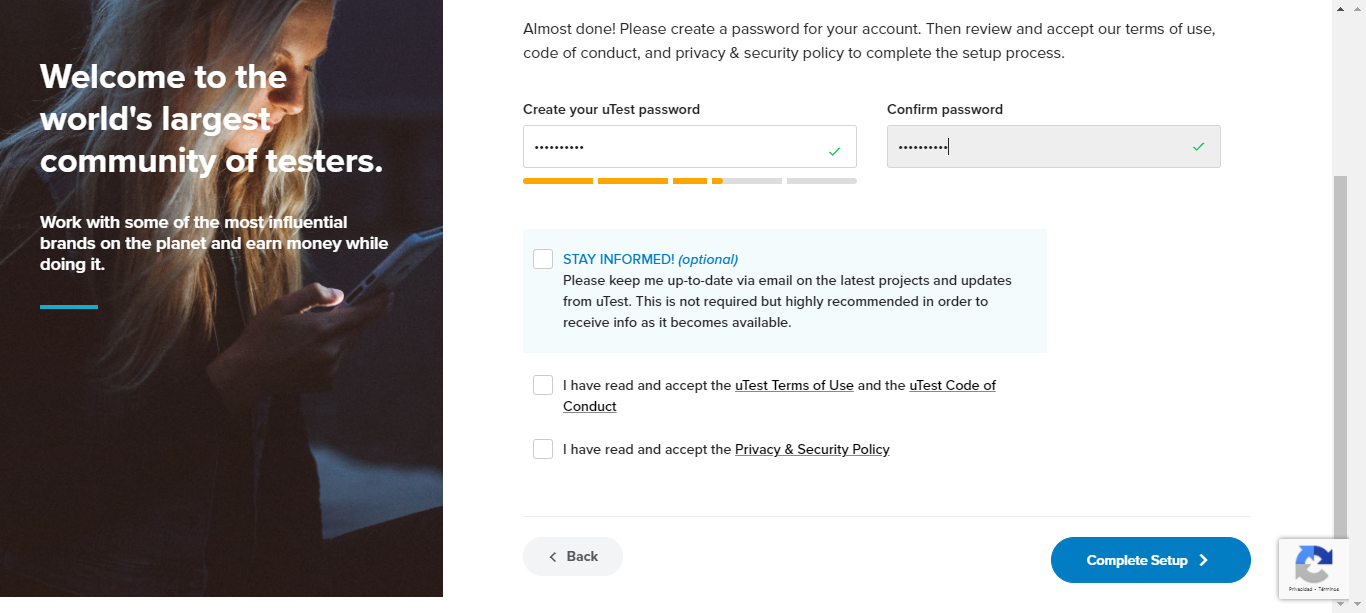 Welcome to the
world's largest
community of testers.
Work with some of the most influential
brands on the planet and earn money while
doing it.
Almost done! Please create a password for your account. Then review and accept our terms of use,
code of conduct, and privacy & security policy to complete the setup process.
Create your uTest password
Confirm password
••••••••••
••••••••••
STAY INFORMED! (optional)
Please keep me up-to-date via email on the latest projects and updates
from uTest. This is not required but highly recommended in order to
receive info as it becomes available.
I have read and accept the uTest Terms of Use and the uTest Code of
Conduct
I have read and accept the Privacy & Security Policy
Back
Complete Setup
Privacidad - Términos